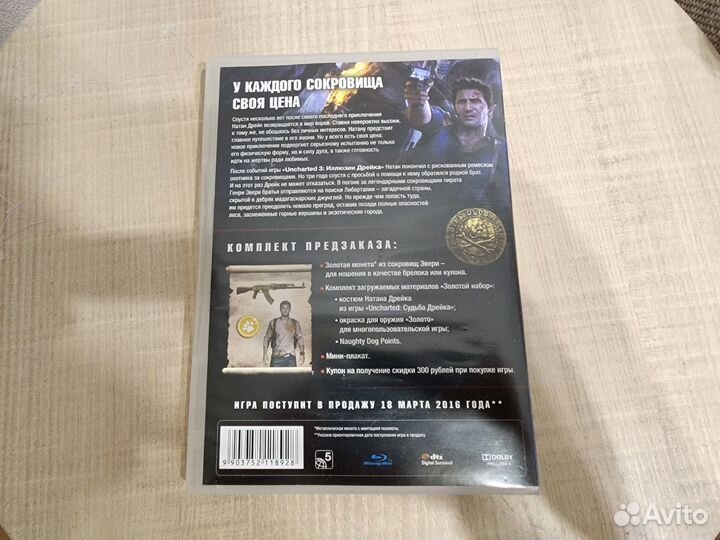 У КАЖДОГО СОКРОВИЩА
СВОЯ ЦЕНА
Спустя несколько лет после своего последнего приключения
Натан Дрейк возвращается в мир воров. Ставки невероятно высоки,
к тому же, не обошлось без личных интересов. Натану предстоит
главное путешествие в его жизни. Но у всего есть своя цена:
новое приключение подвергнет серьезному испытанию не только
его физическую форму, но и силу духа, а также готовность
идти на жертвы ради любимых.
После событий игры «Uncharted 3: Иллюзии Дрейка» Натан покончил с рискованным ремеслом
охотника за сокровищами. Но три года спустя с просьбой о помощи к нему обратился родной брат.
И на этот раз Дрейк не может отказаться. В погоне за легендарными сокровищами пирата
Генри Эвери братья отправляются на поиски Либерталии – загадочной страны,
скрытой в дебрях мадагаскарских джунглей. Но прежде чем попасть туда,
им придется преодолеть немало преград, оставив позади полные опасностей
леса, заснеженные горные вершины и экзотические города.
КОМПЛЕКТ ПРЕДЗАКАЗА:
• Золотая монета* из сокровищ Эвери –
для ношения в качестве брелока или кулона.
• Комплект загружаемых материалов «Золотой набор»:
• костюм Натана Дрейка
из игры «Uncharted: Судьба Дрейка»;
• окраска для оружия «Золото»
для многопользовательской игры;
• Naughty Dog Points.
• Мини-плакат.
• Купон на получение скидки 300 рублей при покупке игры.
ИГРА ПОСТУПИТ В ПРОДАЖУ 18 МАРТА 2016 ГОДА**
*Металлическая монета с имитацией позолоты.
**Указана ориентировочная дата поступления игры в продажу.
9 903752 118928
5
Blu-ray Disc
dts
Digital Surround
DOLBY
Avito